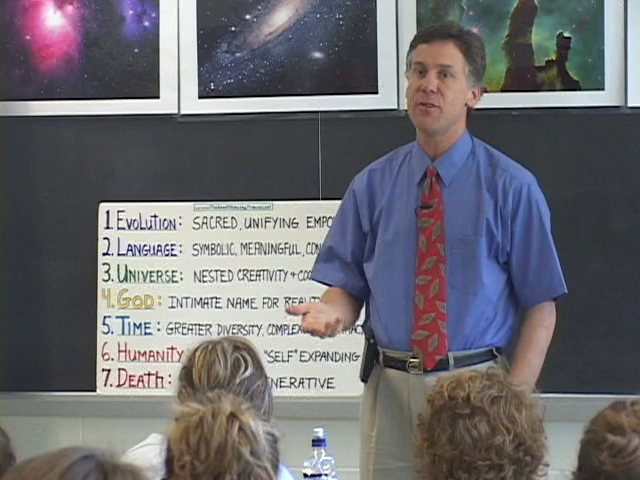 1. EVOLUTION: SACRED, UNIFYING EMPO
2. LANGUAGE: SYMBOLIC, MEANINGFUL, CON
3. UNIVERSE: NESTED CREATIVITY + CO
4. GOD: INTIMATE NAME FOR REALITY
5. TIME: GREATER DIVERSITY, COMPLEX
6. HUMANITY "SELF" EXPANDING
7. DEATH: NERATIVE